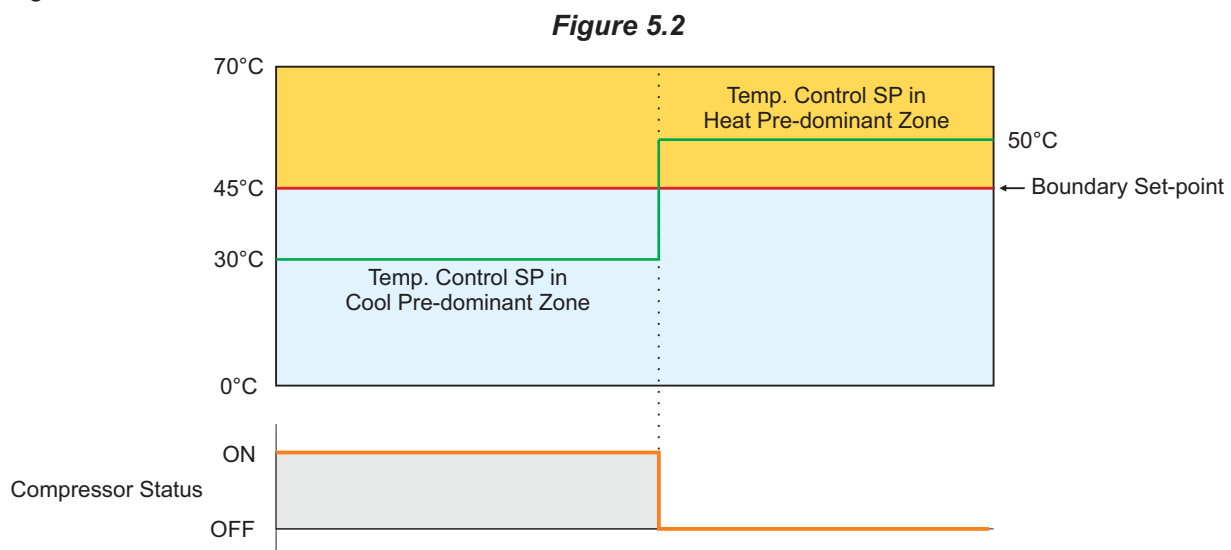 Figure 5.2
70°C
Temp. Control SP in
Heat Pre-dominant Zone
50°C
45°C
Boundary Set-point
30°C
Temp. Control SP in
Cool Pre-dominant Zone
0°C
ON
Compressor Status
OFF